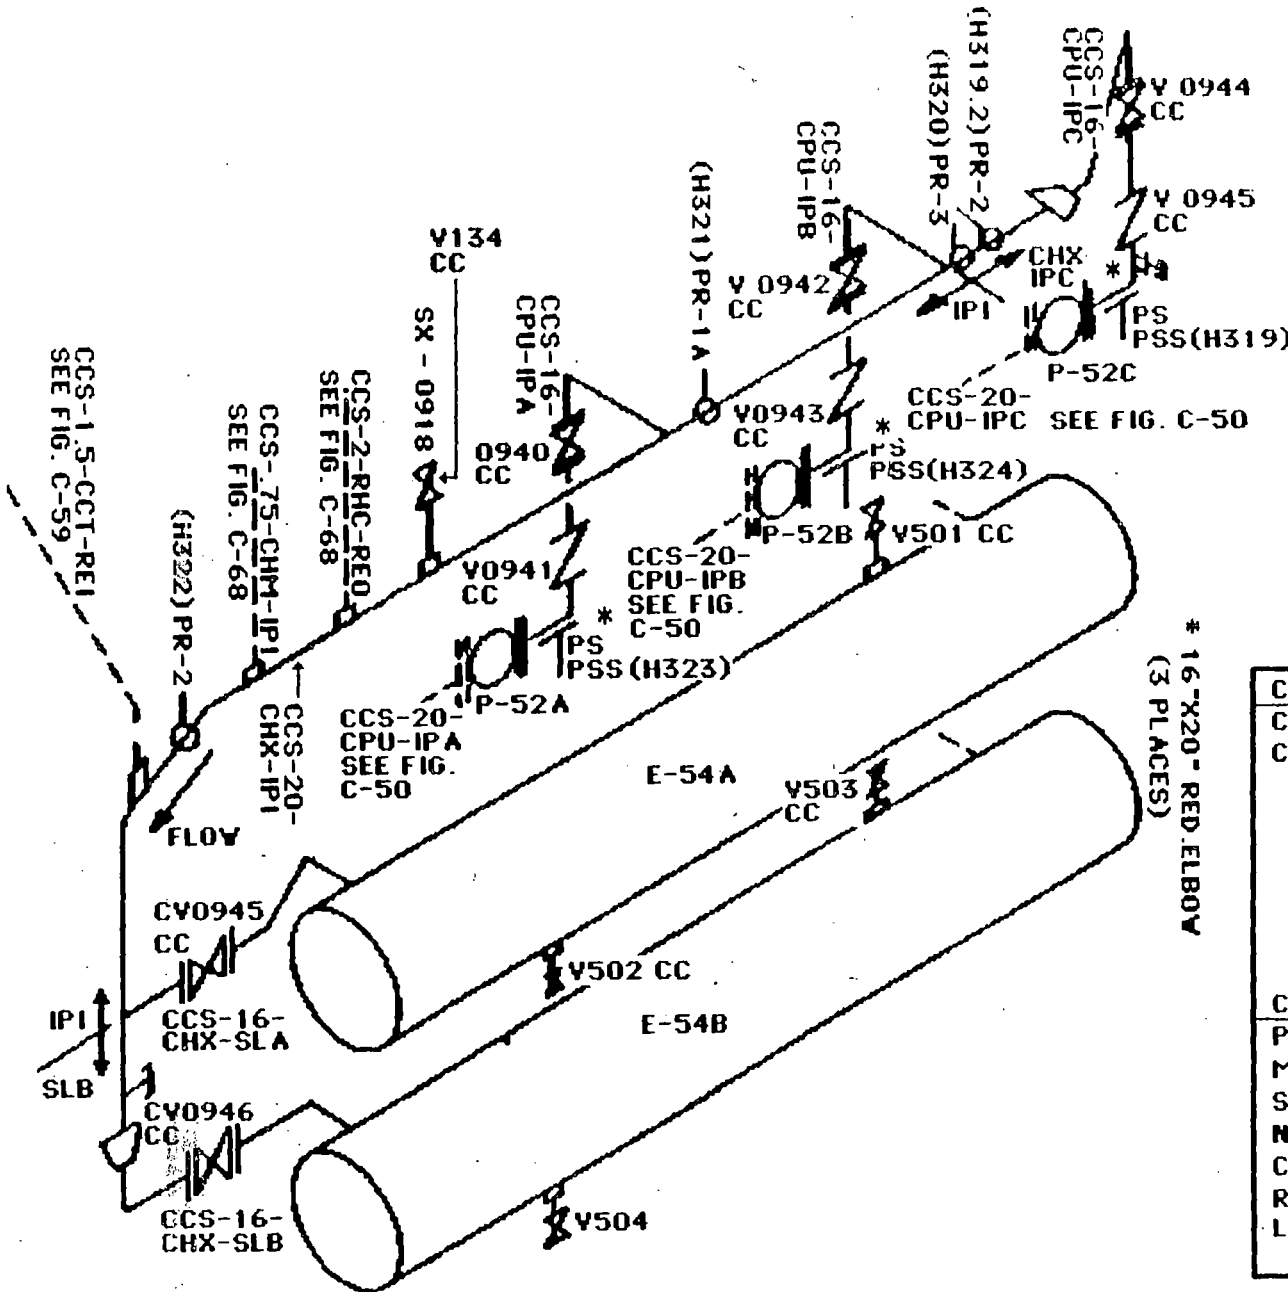 (H319.2)PR-2
(H320)PR-3
CCS-16-
CPU-IPC
V 0944
CC
V 0945
CC
CCS-16-
CPU-IPB
(H321)PR-1A
V 0942
CC
CHX
IPC
*
IP1
PS
PSS(H319)
P-52C
V134
CC
SX - 0918
CCS-16-
CPU-IPA
CCS-20-
CPU-IPC SEE FIG. C-50
V0943
CC
*
PS
PSS(H324)
P-52B
V501 CC
CCS-1.5-CCT-RE1
SEE FIG. C-59
(H322)PR-2
CCS-.75-CHM-IP1
SEE FIG. C-68
CCS-2-RHC-REO
SEE FIG. C-68
0940
CC
V0941
CC
CCS-20-
CPU-IPB
SEE FIG.
C-50
*
PS
PSS(H323)
P-52A
CCS-20-
CHX-IP1
CCS-20-
CPU-IPA
SEE FIG.
C-50
* 16"X20" RED.ELBOW
(3 PLACES)
E-54A
V503
CC
FLOW
CV0945
CC
V502 CC
IP1
SLB
CCS-16-
CHX-SLA
E-54B
CV0946
CC
CCS-16-
CHX-SLB
V504
C
C
C
C
P
M
S
N
C
R
L